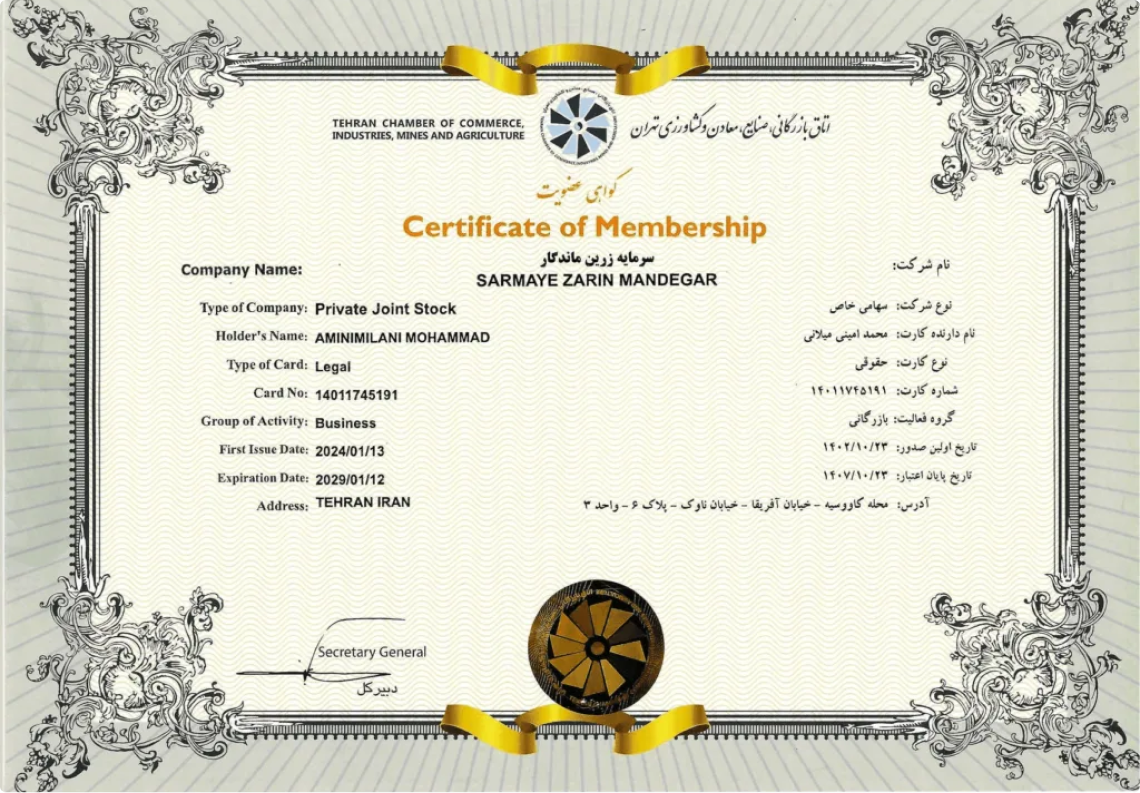 TEHRAN CHAMBER OF COMMERCE,
INDUSTRIES, MINES AND AGRICULTURE
اتاق بازرگانی، صنایع، معادن و کشاورزی تهران
گواهی عضویت
Certificate of Membership
سرمایه زرین ماندگار
Company Name:
نام شرکت:
SARMAYE ZARIN MANDEGAR
Type of Company: Private Joint Stock
نوع شرکت: سهامی خاص
Holder's Name: AMINIMILANI MOHAMMAD
نام دارنده کارت: محمد امینی میلانی
Type of Card: Legal
نوع کارت: حقوقی
Card No: 14011745191
شماره کارت: ۱۴۰۱۱۷۴۵۱۹۱
Group of Activity: Business
گروه فعالیت: بازرگانی
First Issue Date: 2024/01/13
تاریخ اولین صدور: ۱۴۰۲/۱۰/۲۳
Expiration Date: 2029/01/12
تاریخ پایان اعتبار: ۱۴۰۷/۱۰/۲۳
Address: TEHRAN IRAN
آدرس: محله کاووسیه - خیابان آفریقا - خیابان ناوک - پلاک ۶ - واحد ۳
Secretary General
دبیرکل